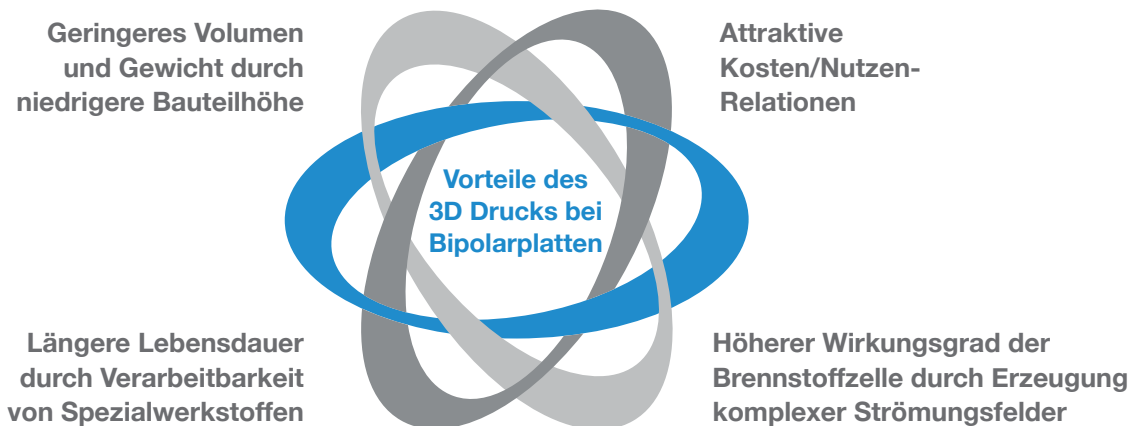 Geringeres Volumen
und Gewicht durch
niedrigere Bauteilhöhe
Attraktive
Kosten/Nutzen-
Relationen
Vorteile des
3D Drucks bei
Bipolarplatten
Längere Lebensdauer
durch Verarbeitbarkeit
von Spezialwerkstoffen
Höherer Wirkungsgrad der
Brennstoffzelle durch Erzeugung
komplexer Strömungsfelder